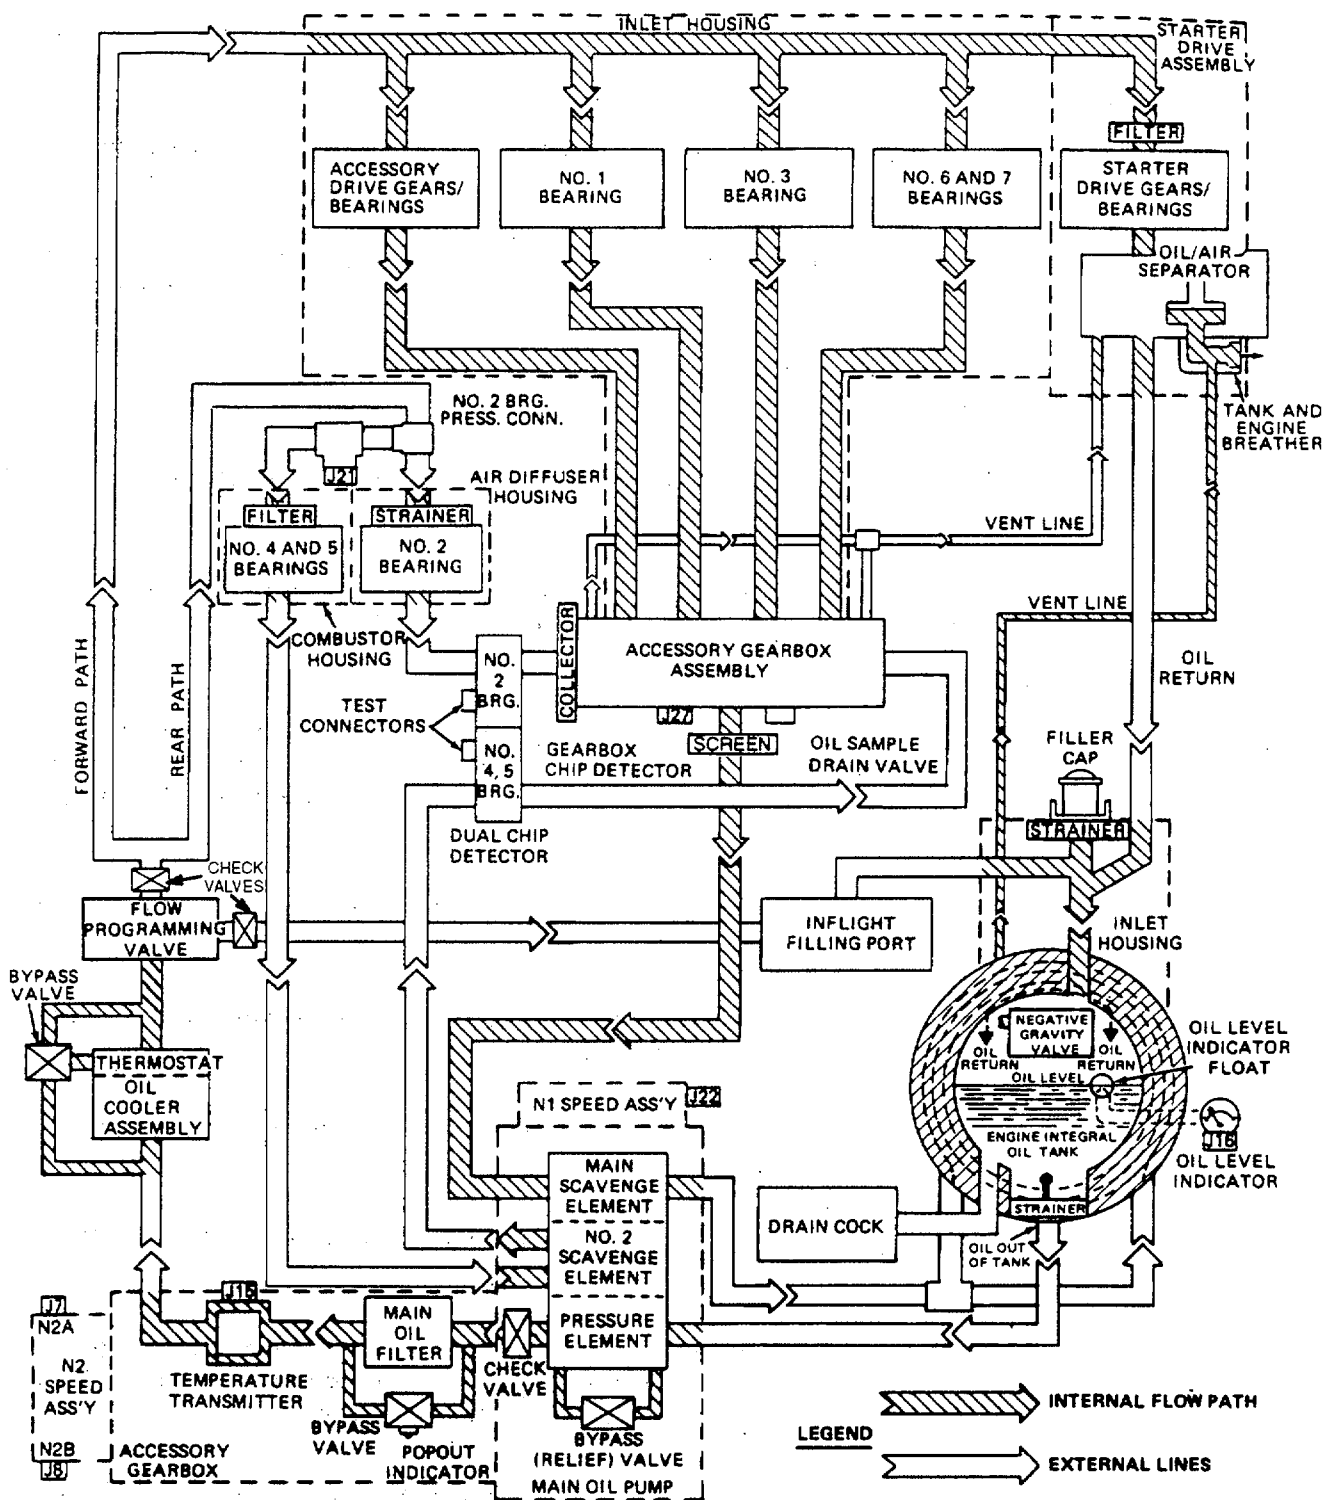 INLET HOUSING
STARTER
DRIVE
ASSEMBLY
FILTER
ACCESSORY
DRIVE GEARS/
BEARINGS
NO. 1
BEARING
NO. 3
BEARING
NO. 6 AND 7
BEARINGS
STARTER
DRIVE GEARS/
BEARINGS
OIL/AIR
SEPARATOR
TANK AND
ENGINE
BREATHER
NO. 2 BRG.
PRESS. CONN.
J21
AIR DIFFUSER
HOUSING
FILTER
STRAINER
NO. 4 AND 5
BEARINGS
NO. 2
BEARING
COMBUSTOR
HOUSING
VENT LINE
VENT LINE
FORWARD PATH
REAR PATH
COLLECTOR
ACCESSORY GEARBOX
ASSEMBLY
NO.
2
BRG.
TEST
CONNECTORS
NO.
4, 5
BRG.
J27
SCREEN
GEARBOX
CHIP DETECTOR
OIL SAMPLE
DRAIN VALVE
DUAL CHIP
DETECTOR
OIL
RETURN
FILLER
CAP
STRAINER
CHECK
VALVES
FLOW
PROGRAMMING
VALVE
INFLIGHT
FILLING PORT
INLET
HOUSING
BYPASS
VALVE
THERMOSTAT
OIL
COOLER
ASSEMBLY
NEGATIVE
GRAVITY
VALVE
OIL
RETURN
OIL
RETURN
OIL LEVEL
OIL LEVEL
INDICATOR
FLOAT
ENGINE INTEGRAL
OIL TANK
J16
OIL LEVEL
INDICATOR
STRAINER
OIL OUT
OF TANK
N1 SPEED ASS'Y
J22
MAIN
SCAVENGE
ELEMENT
NO. 2
SCAVENGE
ELEMENT
PRESSURE
ELEMENT
DRAIN COCK
J7
N2A
N2
SPEED
ASS'Y
N2B
J8
J15
TEMPERATURE
TRANSMITTER
MAIN
OIL
FILTER
CHECK
VALVE
BYPASS
VALVE
POPOUT
INDICATOR
BYPASS
(RELIEF) VALVE
MAIN OIL PUMP
ACCESSORY
GEARBOX
LEGEND
INTERNAL FLOW PATH
EXTERNAL LINES